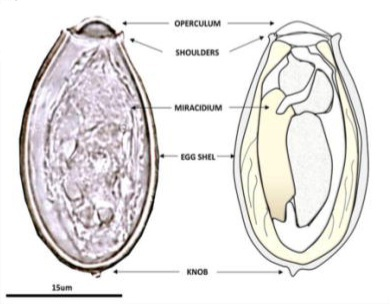 OPERCULUM
SHOULDERS
MIRACIDIUM
EGG SHEL
KNOB
15um